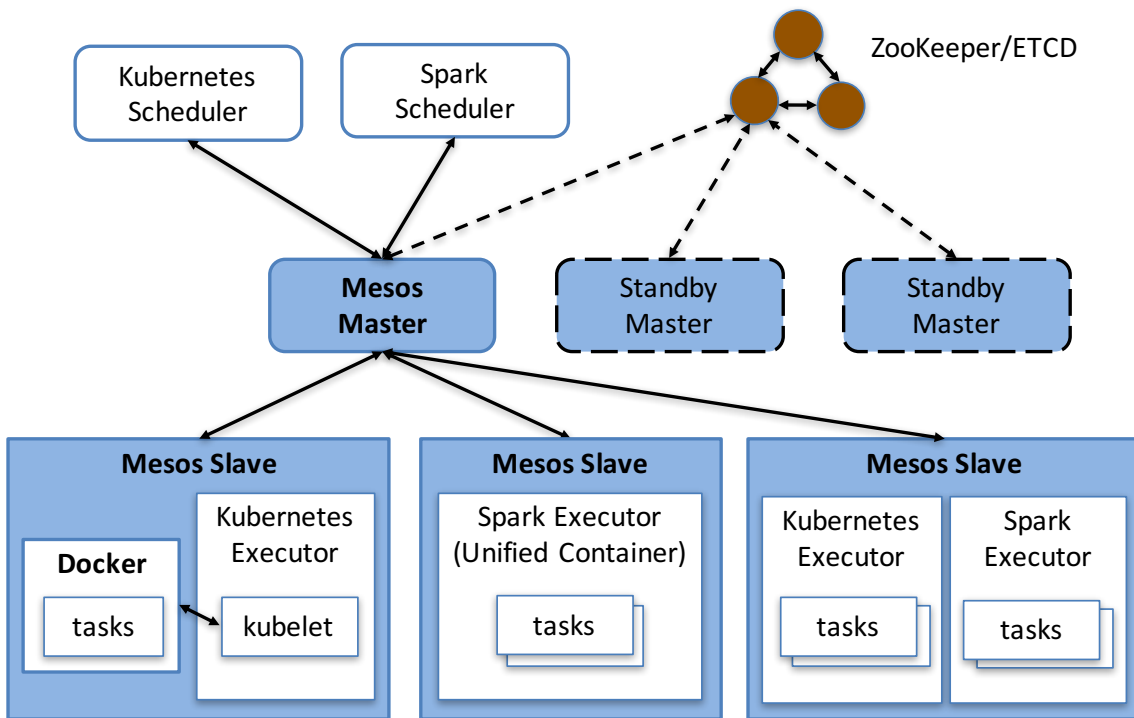 Kubernetes
Scheduler
Spark
Scheduler
ZooKeeper/ETCD
Mesos
Master
Standby
Master
Standby
Master
Mesos Slave
Kubernetes
Executor
Docker
tasks
kubelet
Mesos Slave
Spark Executor
(Unified Container)
tasks
Mesos Slave
Kubernetes
Executor
tasks
Spark
Executor
tasks